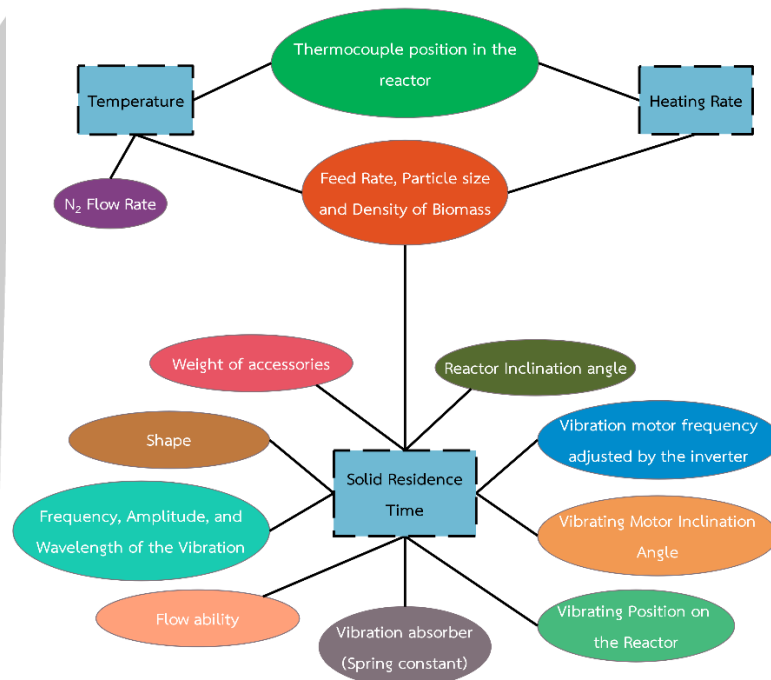 Thermocouple position in the
reactor
Temperature
Heating Rate
Feed Rate, Particle size
and Density of Biomass
N₂ Flow Rate
Weight of accessories
Reactor Inclination angle
Shape
Vibration motor frequency
adjusted by the inverter
Solid Residence
Time
Frequency, Amplitude, and
Wavelength of the Vibration
Vibrating Motor Inclination
Angle
Flow ability
Vibration absorber
(Spring constant)
Vibrating Position on
the Reactor